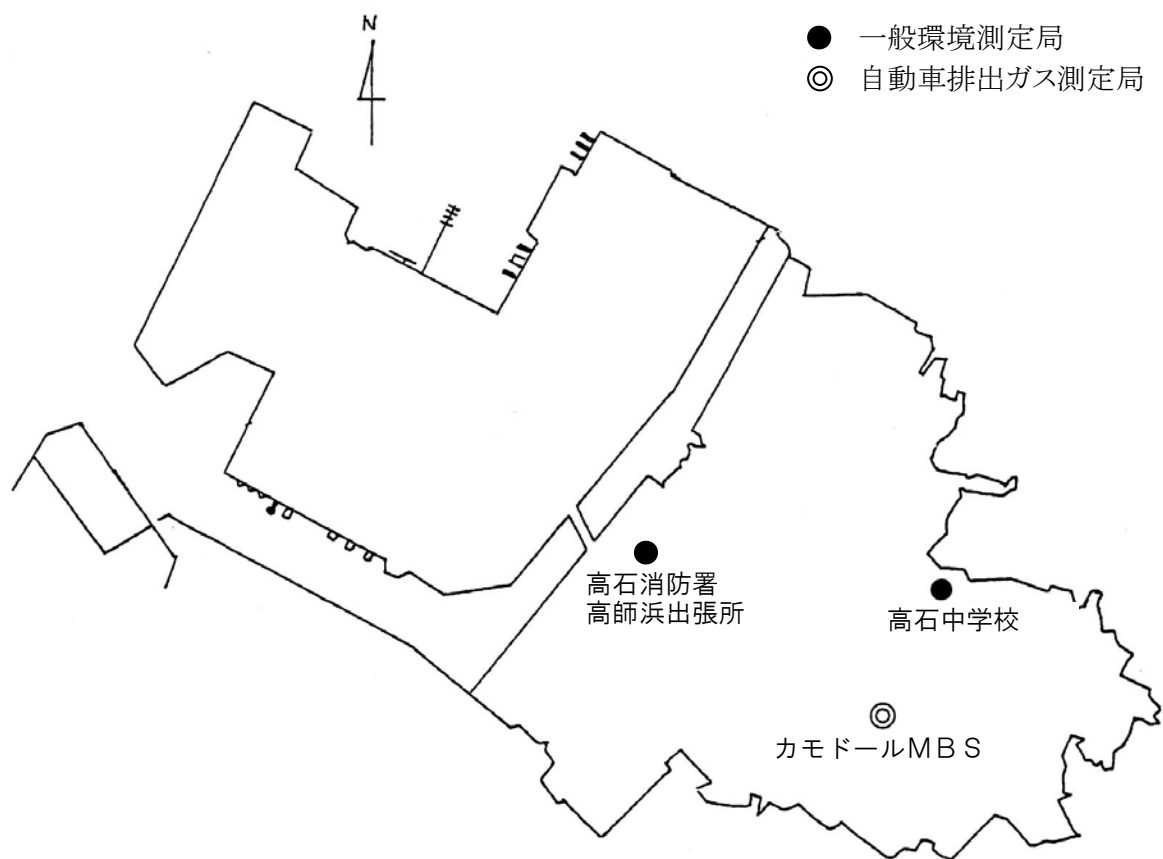 N
● 一般環境測定局
◎ 自動車排出ガス測定局
高石消防署
高師浜出張所
高石中学校
カモドールMBS